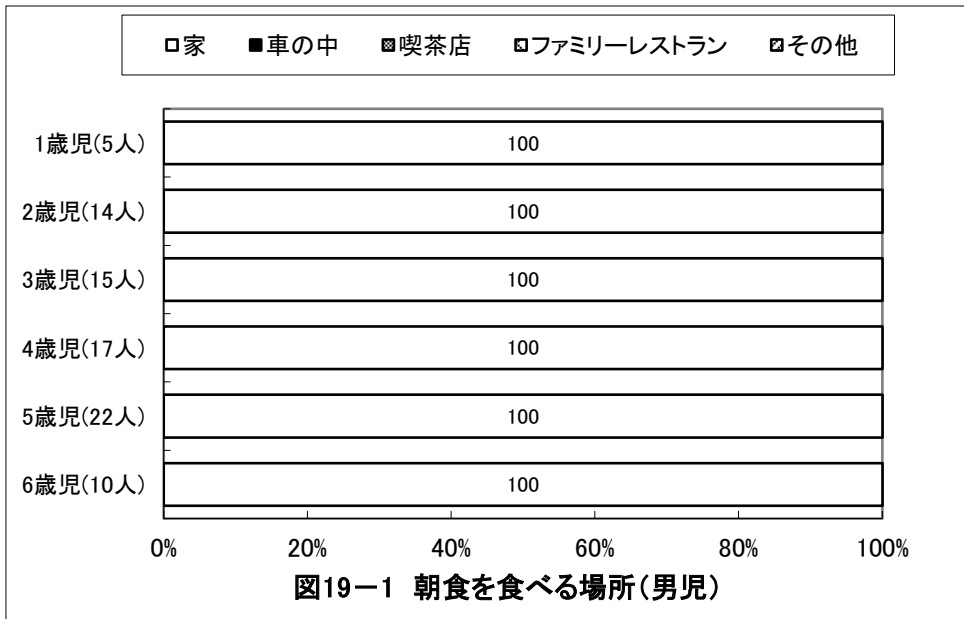 家 車の中 喫茶店 ファミリーレストラン その他
1歳児(5人) 100
2歳児(14人) 100
3歳児(15人) 100
4歳児(17人) 100
5歳児(22人) 100
6歳児(10人) 100
0% 20% 40% 60% 80% 100%
図19－1 朝食を食べる場所(男児)